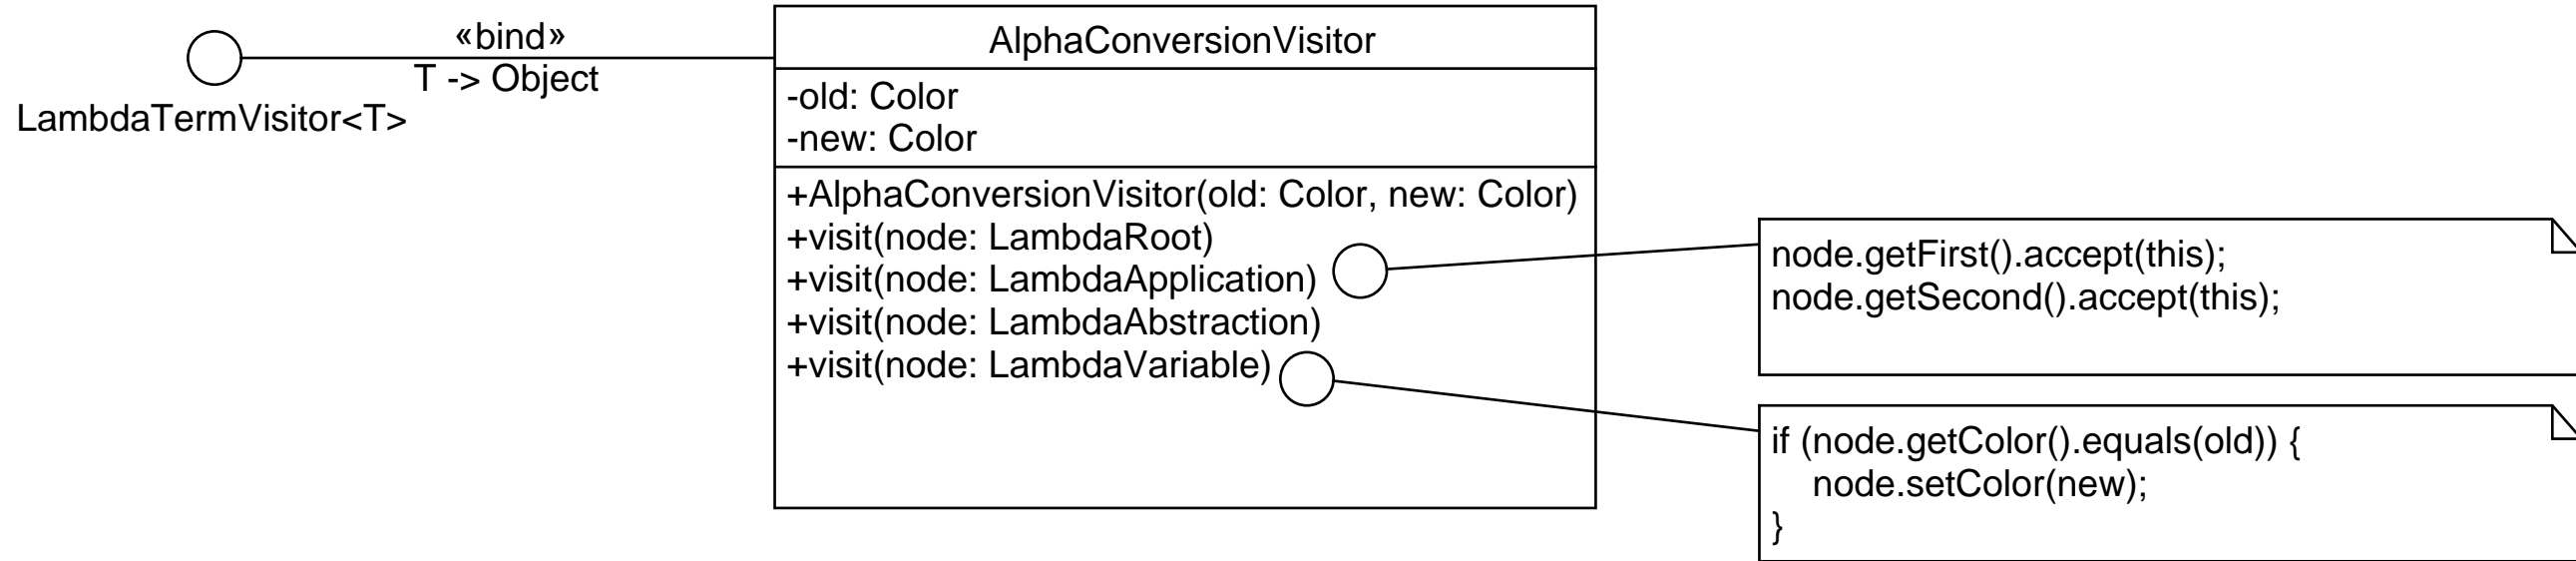 «bind»
T -> Object
LambdaTermVisitor<T>
AlphaConversionVisitor
-old: Color
-new: Color
+AlphaConversionVisitor(old: Color, new: Color)
+visit(node: LambdaRoot)
+visit(node: LambdaApplication)
+visit(node: LambdaAbstraction)
+visit(node: LambdaVariable)
node.getFirst().accept(this);
node.getSecond().accept(this);
if (node.getColor().equals(old)) {
    node.setColor(new);
}